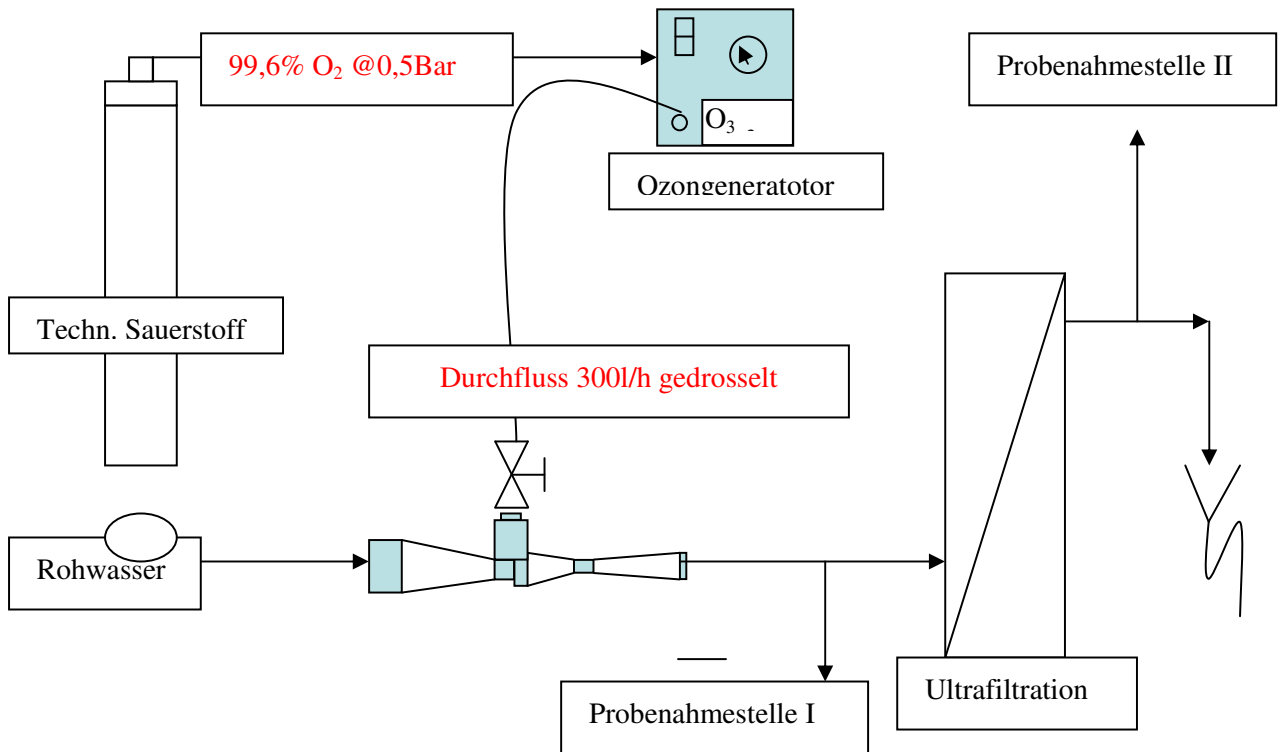 99,6% O₂ @0,5Bar
Probenahmestelle II
O₃ -
Ozongeneratotor
Techn. Sauerstoff
Durchfluss 300l/h gedrosselt
Rohwasser
Ultrafiltration
Probenahmestelle I